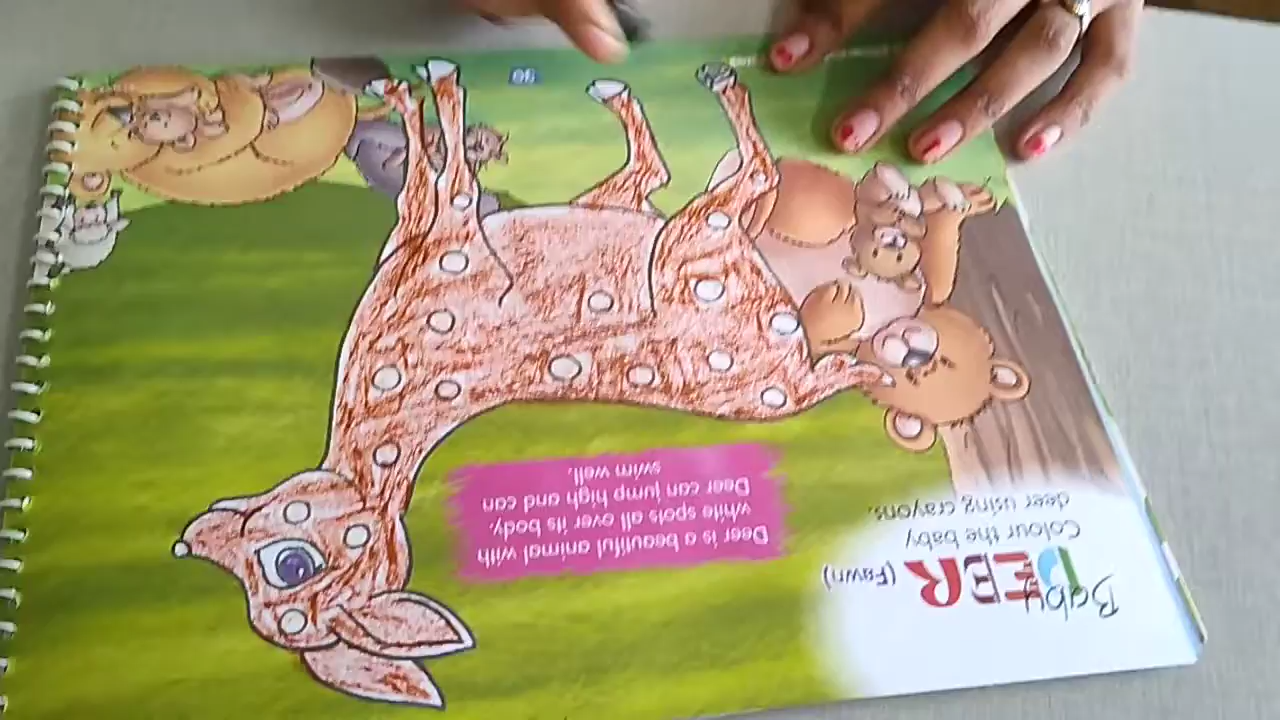 Baby
DEER (Fawn)
Colour the baby
deer using crayons.
Deer is a beautiful animal with
white spots all over its body.
Deer can jump high and can
swim well.